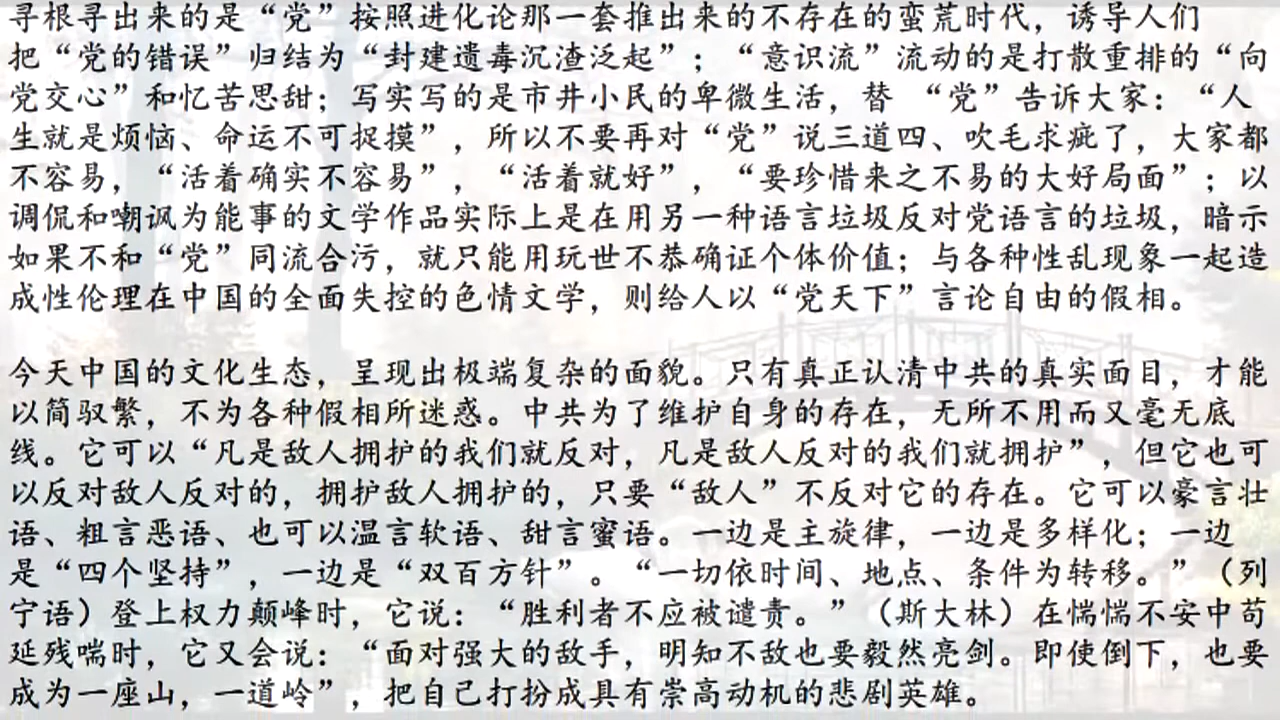 寻根寻出来的是“党”按照进化论那一套推出来的不存在的蛮荒时代，诱导人们
把“党的错误”归结为“封建遗毒沉渣泛起”；“意识流”流动的是打散重排的“向
党交心”和忆苦思甜；写实写的是市井小民的卑微生活，替 “党”告诉大家：“人
生就是烦恼、命运不可捉摸”，所以不要再对“党”说三道四、吹毛求疵了，大家都
不容易，“活着确实不容易”，“活着就好”，“要珍惜来之不易的大好局面”；以
调侃和嘲讽为能事的文学作品实际上是在用另一种语言垃圾反对党语言的垃圾，暗示
如果不和“党”同流合污，就只能用玩世不恭确证个体价值；与各种性乱现象一起造
成性伦理在中国的全面失控的色情文学，则给人以“党天下”言论自由的假相。
今天中国的文化生态，呈现出极端复杂的面貌。只有真正认清中共的真实面目，才能
以简驭繁，不为各种假相所迷惑。中共为了维护自身的存在，无所不用而又毫无底
线。它可以“凡是敌人拥护的我们就反对，凡是敌人反对的我们就拥护”，但它也可
以反对敌人反对的，拥护敌人拥护的，只要“敌人”不反对它的存在。它可以豪言壮
语、粗言恶语、也可以温言软语、甜言蜜语。一边是主旋律，一边是多样化；一边
是“四个坚持”，一边是“双百方针”。“一切依时间、地点、条件为转移。”（列
宁语）登上权力颠峰时，它说：“胜利者不应被谴责。”（斯大林）在惴惴不安中苟
延残喘时，它又会说：“面对强大的敌手，明知不敌也要毅然亮剑。即使倒下，也要
成为一座山，一道岭”，把自己打扮成具有崇高动机的悲剧英雄。